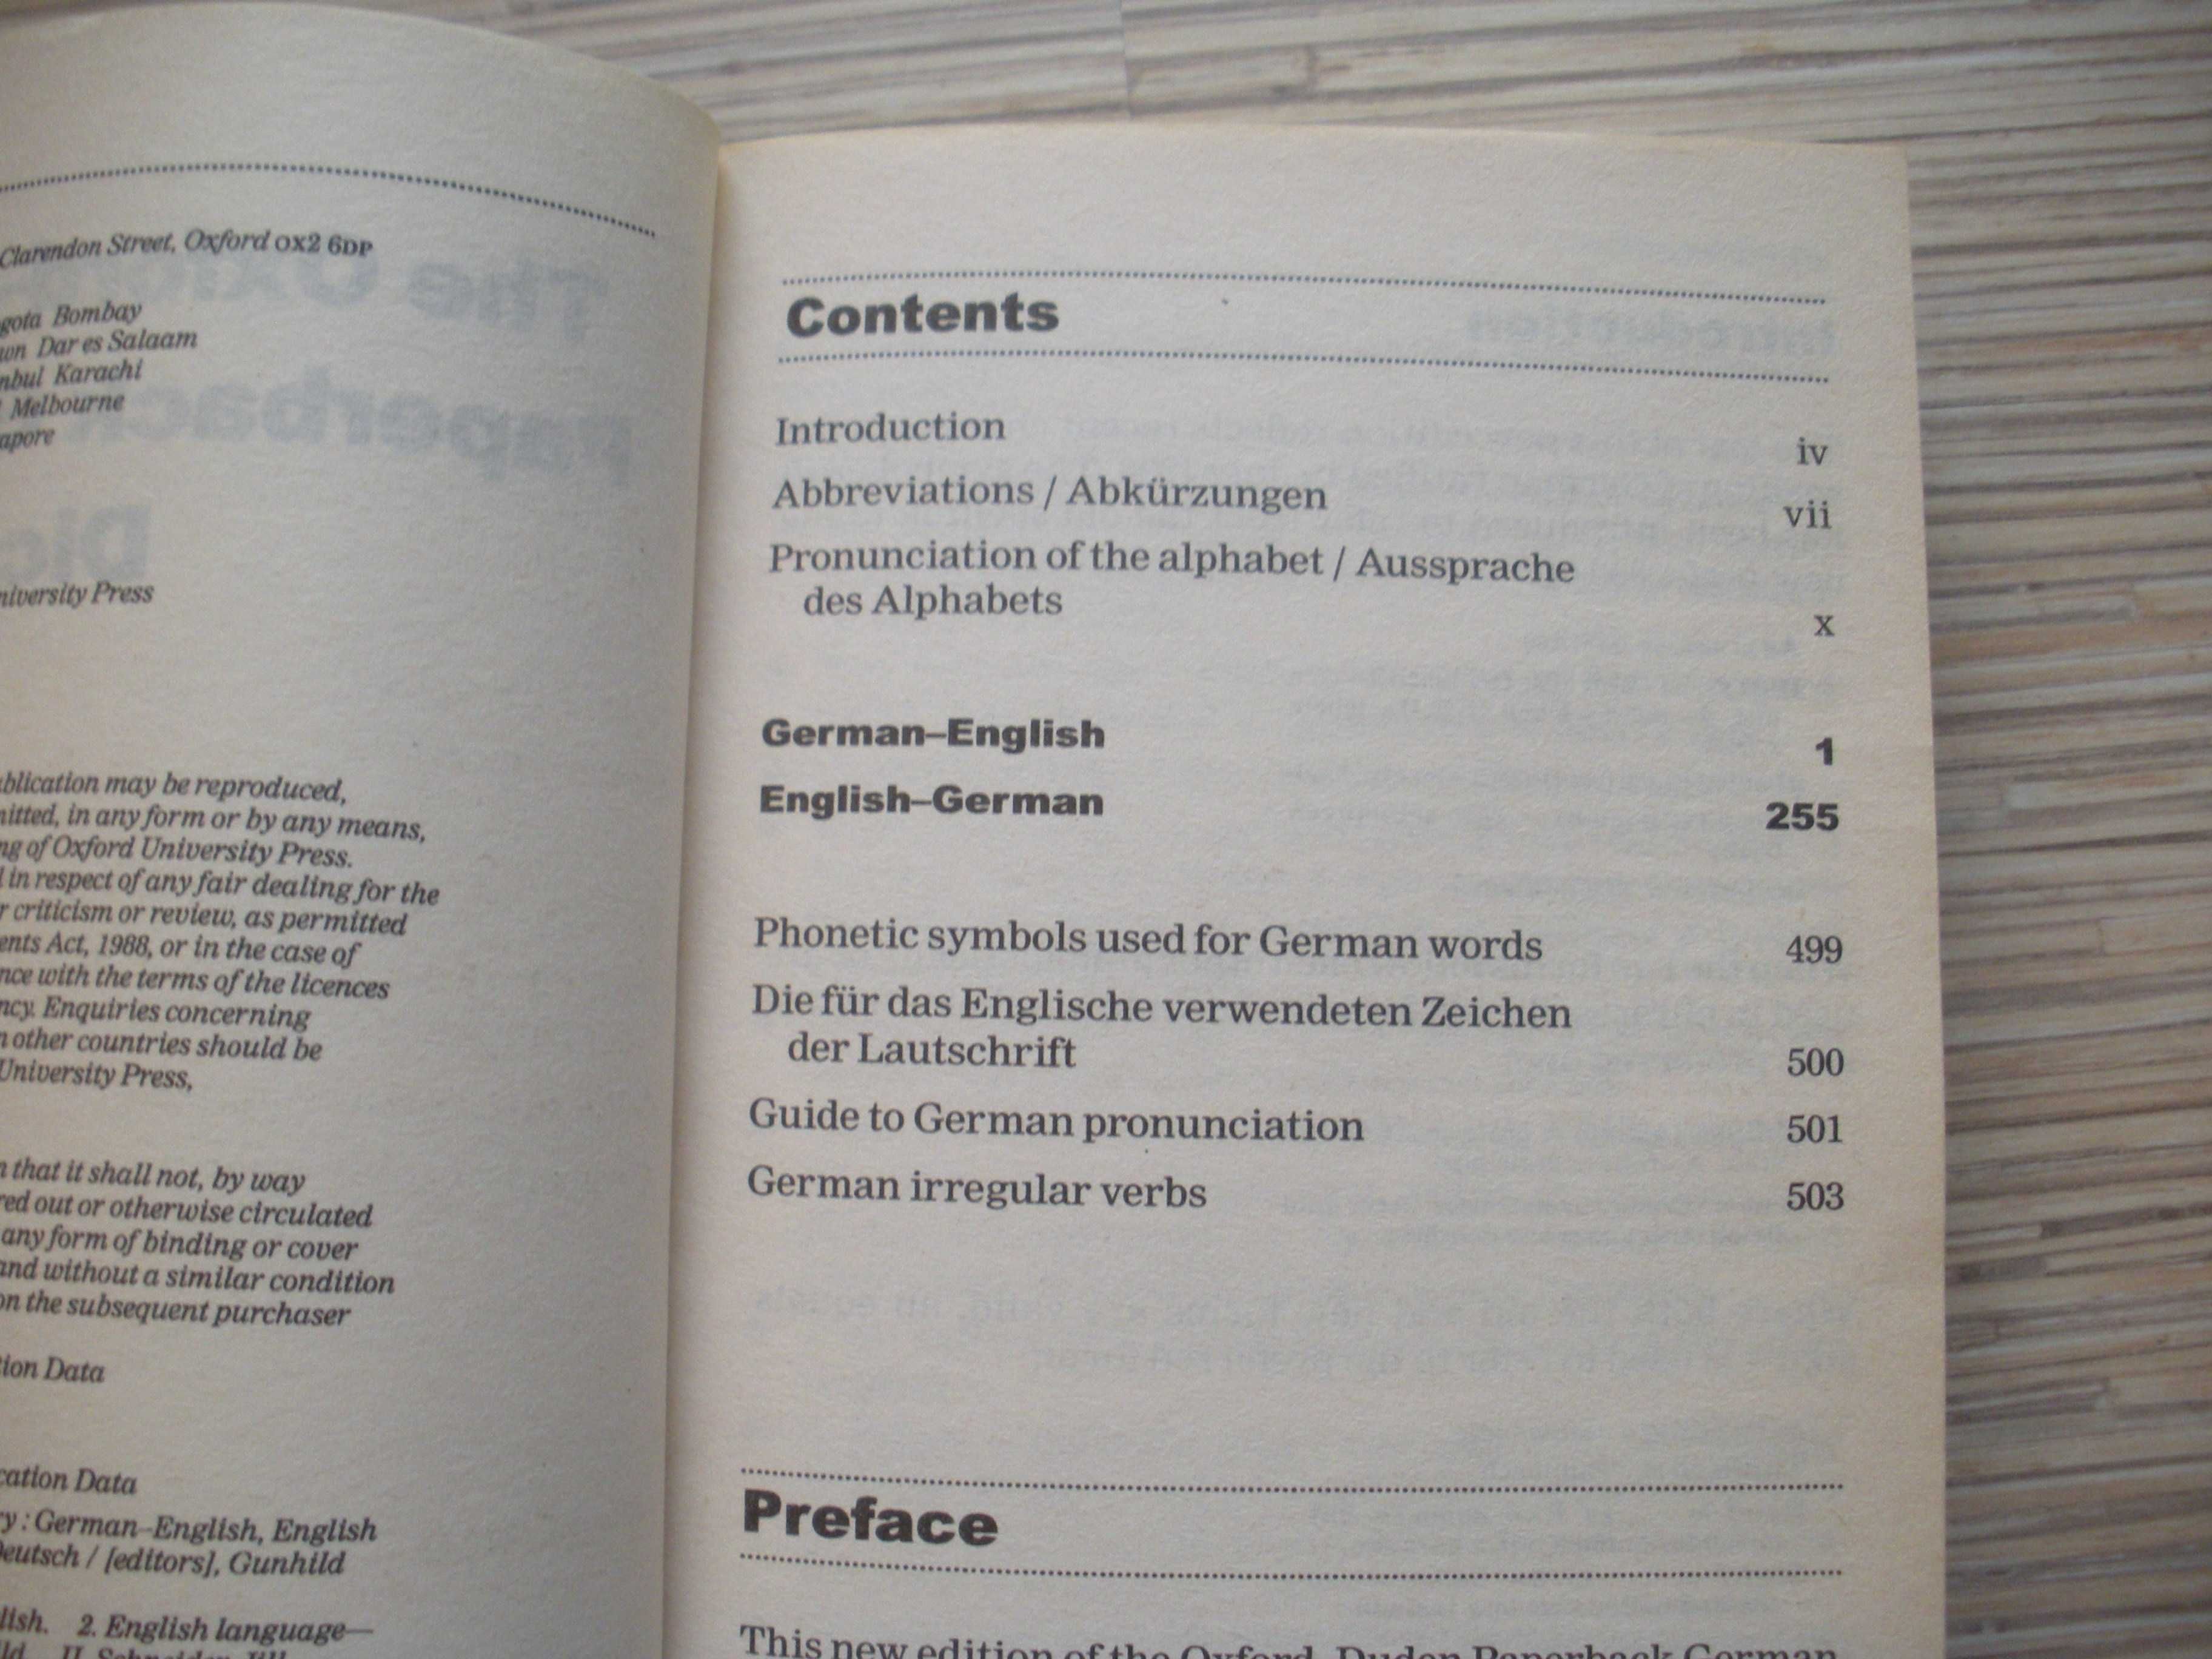 Clarendon Street, Oxford OX2 6DP
Bombay
Dar es Salaam
Karachi
Melbourne
University Press
publication may be reproduced,
in any form or by any means,
of Oxford University Press.
in respect of any fair dealing for the
criticism or review, as permitted
Act, 1988, or in the case of
with the terms of the licences
Enquiries concerning
other countries should be
University Press,
that it shall not, by way
out or otherwise circulated
any form of binding or cover
and without a similar condition
on the subsequent purchaser
Data
Data
: German–English, English
Deutsch / [editors], Gunhild
2. English language—
Contents
Introduction iv
Abbreviations / Abkürzungen vii
Pronunciation of the alphabet / Aussprache
des Alphabets x
German–English 1
English–German 255
Phonetic symbols used for German words 499
Die für das Englische verwendeten Zeichen
der Lautschrift 500
Guide to German pronunciation 501
German irregular verbs 503
Preface
This new edition of the Oxford-Duden Paperback German